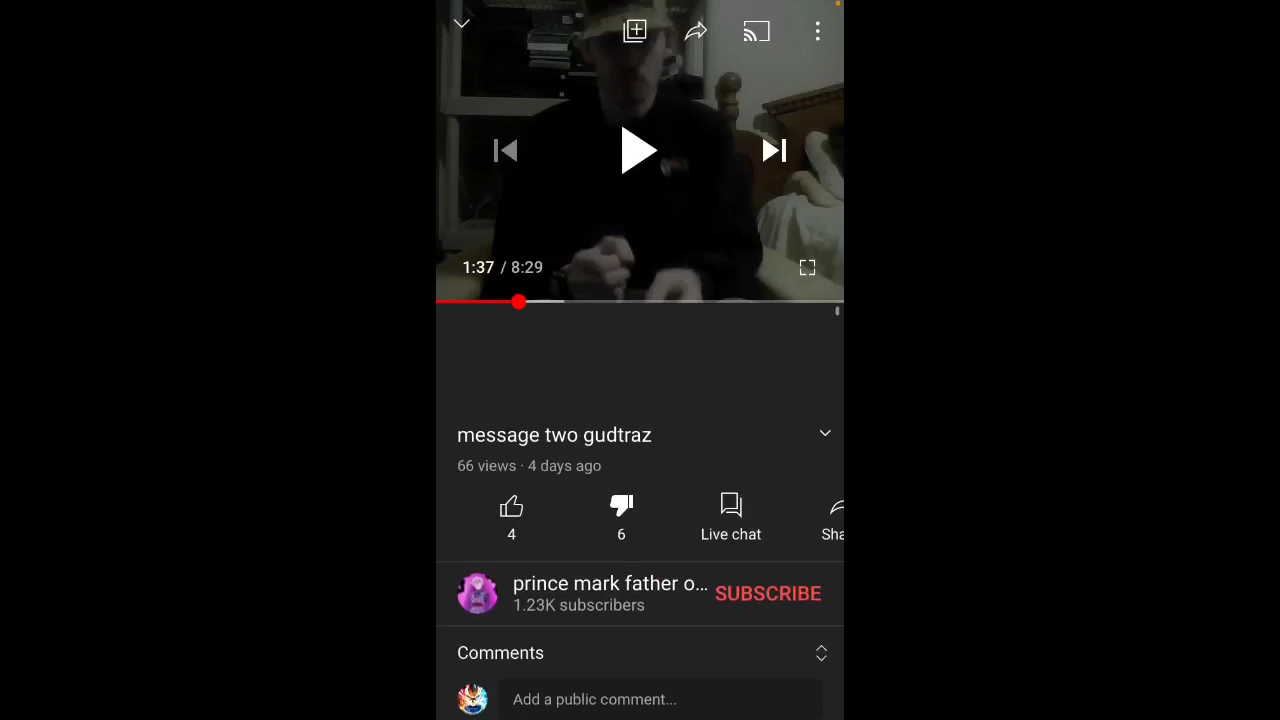 1:37 / 8:29
message two gudtraz
66 views · 4 days ago
4
6
Live chat
Sha
prince mark father o...
1.23K subscribers
SUBSCRIBE
Comments
Add a public comment...